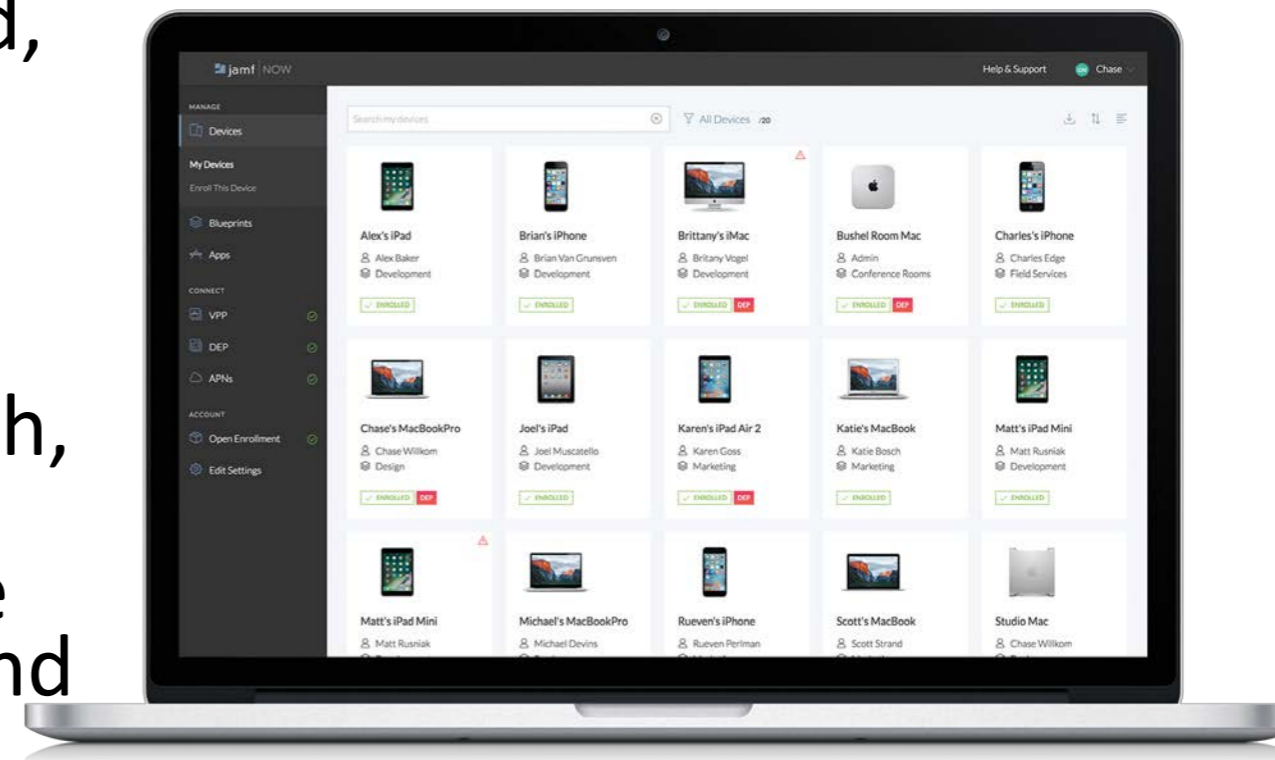 d,
h,
e
nd
jamf NOW
Help & Support
Chase
MANAGE
Devices
My Devices
Enroll This Device
Blueprints
Apps
CONNECT
VPP
DEP
APNs
ACCOUNT
Open Enrollment
Edit Settings
Search my devices
All Devices /20
Alex's iPad
Alex Baker
Development
ENROLLED
Brian's iPhone
Brian Van Grunsven
Development
ENROLLED
Brittany's iMac
Britany Vogel
Development
ENROLLED DEP
Bushel Room Mac
Admin
Conference Rooms
ENROLLED DEP
Charles's iPhone
Charles Edge
Field Services
ENROLLED
Chase's MacBookPro
Chase Willkom
Design
ENROLLED DEP
Joel's iPad
Joel Muscatello
Development
ENROLLED
Karen's iPad Air 2
Karen Goss
Marketing
ENROLLED DEP
Katie's MacBook
Katie Bosch
Marketing
ENROLLED
Matt's iPad Mini
Matt Rusniak
Development
ENROLLED
Matt's iPad Mini
Matt Rusniak
Michael's MacBookPro
Michael Devins
Rueven's iPhone
Rueven Perlman
Scott's MacBook
Scott Strand
Studio Mac
Chase Willkom